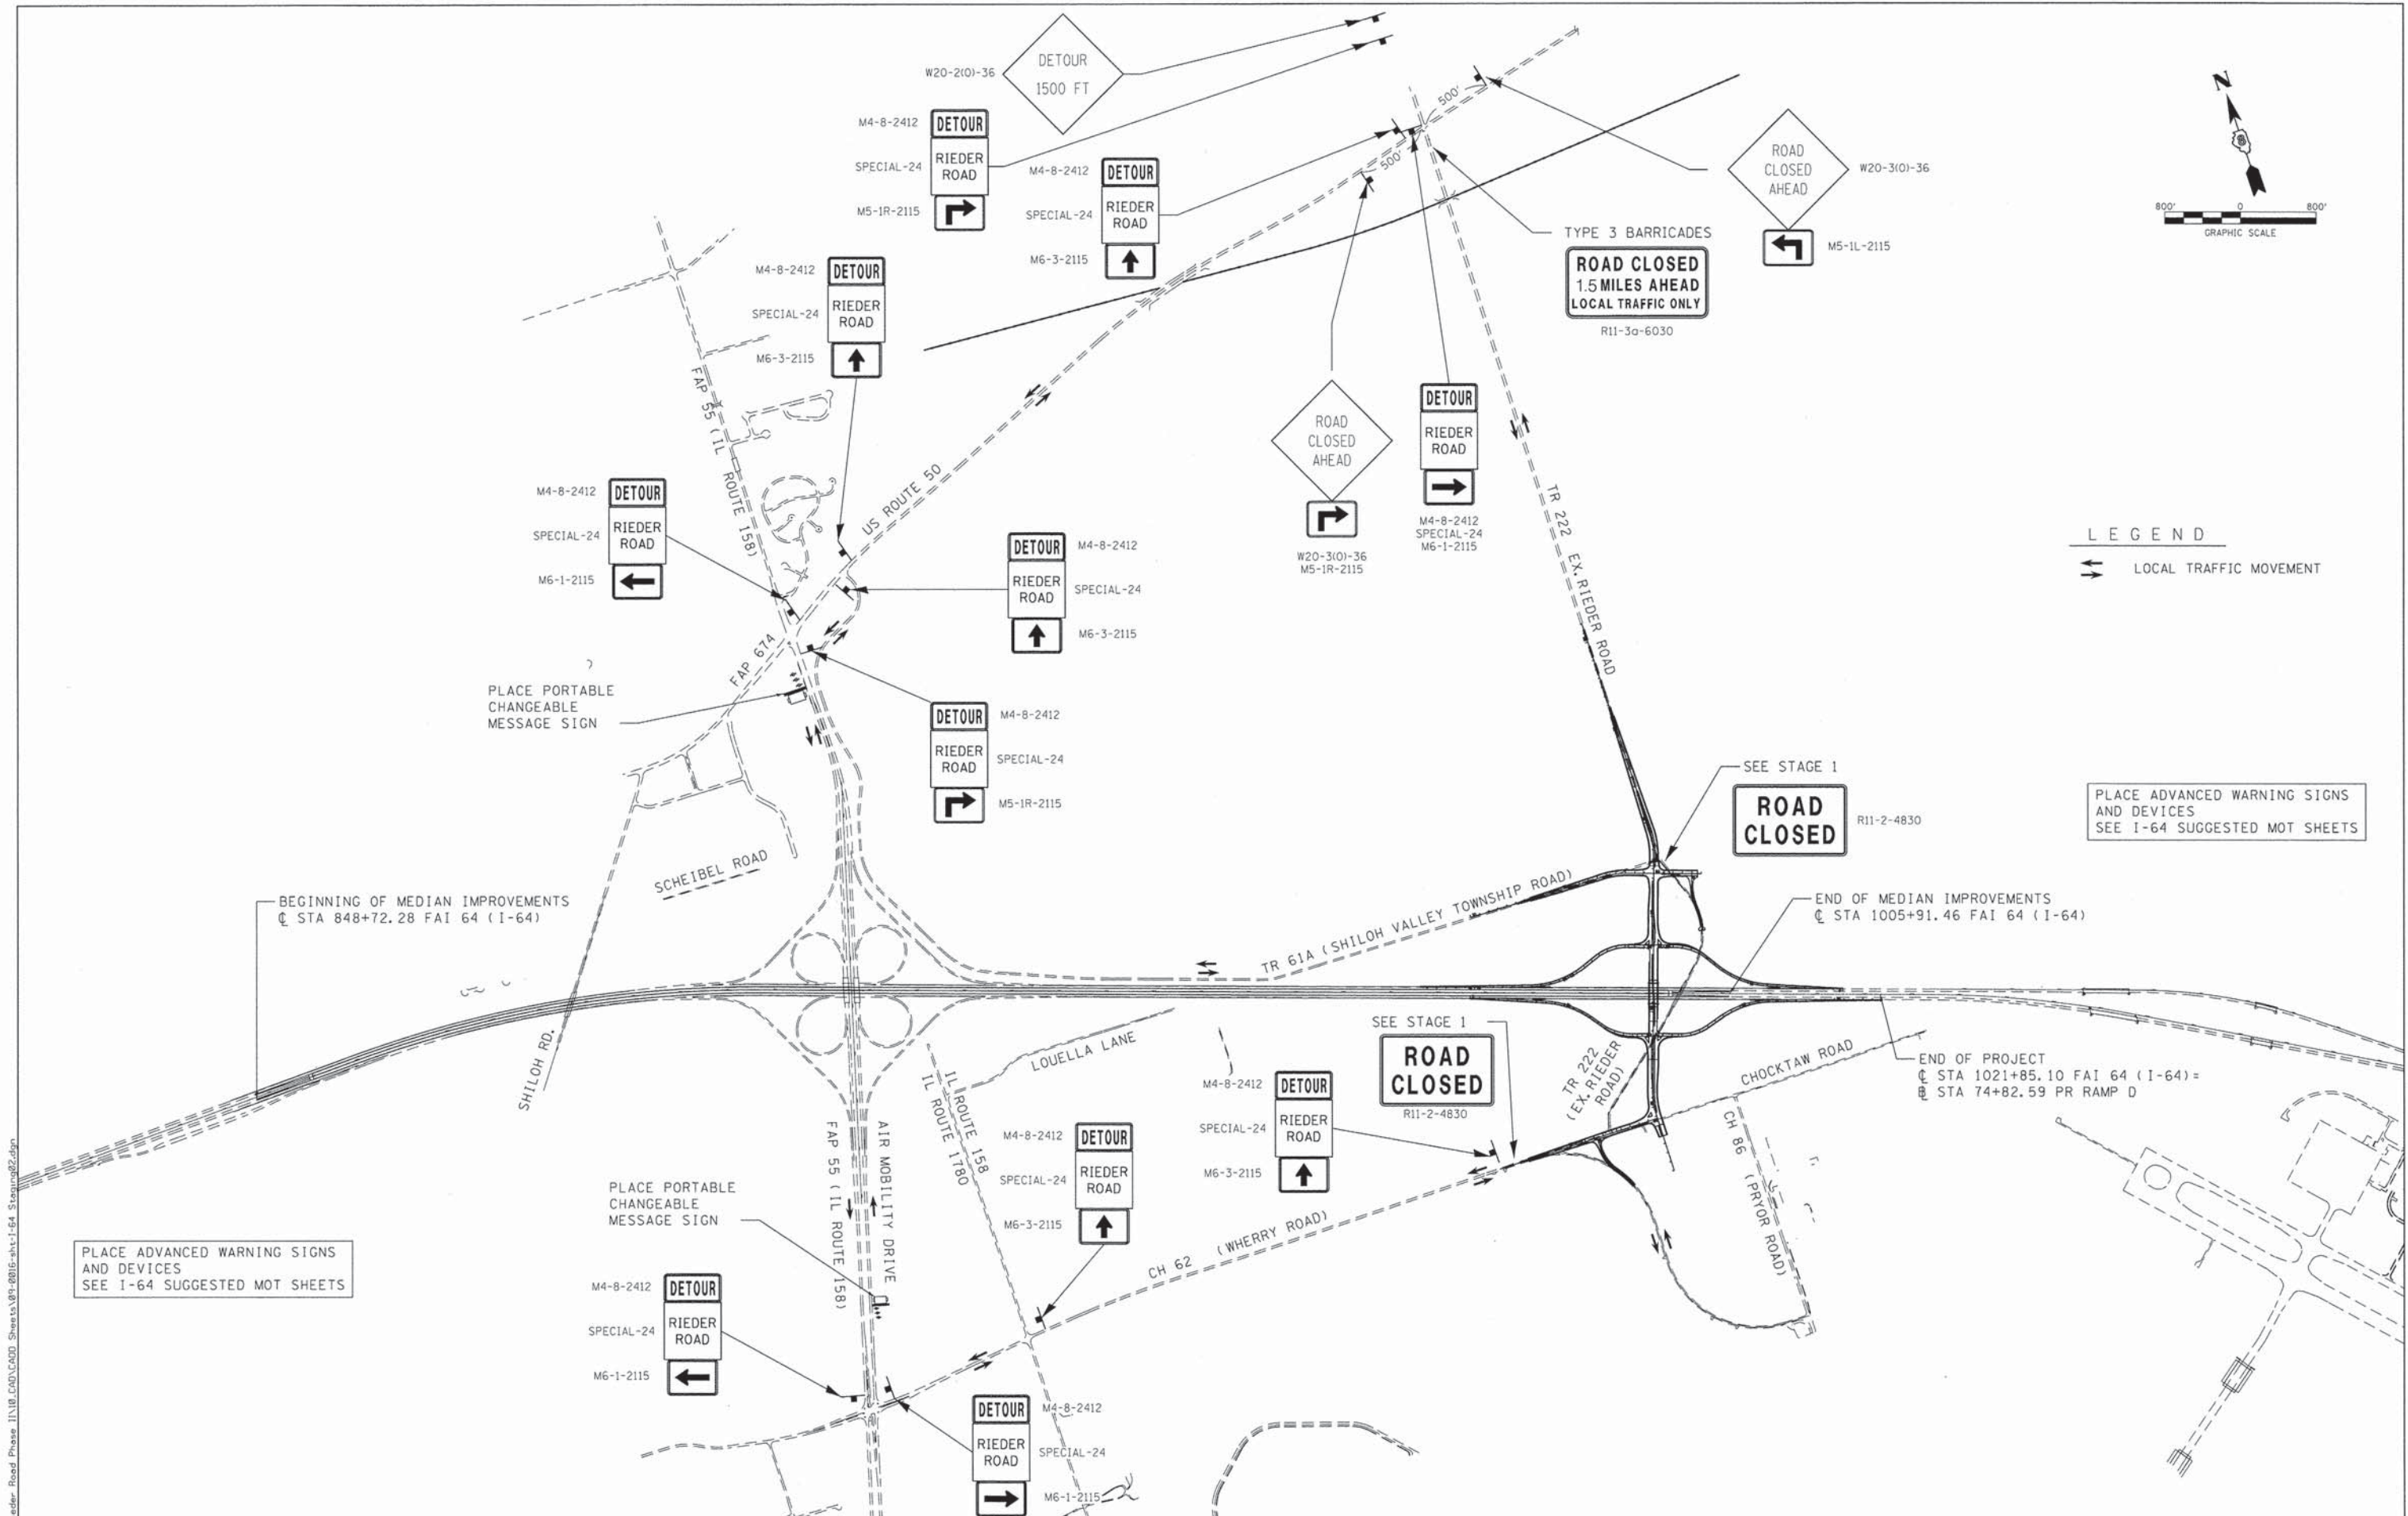 W20-2(O)-36
DETOUR
1500 FT
M4-8-2412
DETOUR
SPECIAL-24
RIEDER
ROAD
M5-1R-2115
M4-8-2412
DETOUR
SPECIAL-24
RIEDER
ROAD
M6-3-2115
M4-8-2412
DETOUR
SPECIAL-24
RIEDER
ROAD
M6-3-2115
500'
500'
ROAD
CLOSED
AHEAD
W20-3(O)-36
M5-1L-2115
N
800'
0
800'
GRAPHIC SCALE
TYPE 3 BARRICADES
ROAD CLOSED
1.5 MILES AHEAD
LOCAL TRAFFIC ONLY
R11-3a-6030
FAP 55 (IL ROUTE 158)
US ROUTE 50
ROAD
CLOSED
AHEAD
W20-3(O)-36
M5-1R-2115
DETOUR
RIEDER
ROAD
M4-8-2412
SPECIAL-24
M6-1-2115
TR 222 EX. RIEDER ROAD
LEGEND
LOCAL TRAFFIC MOVEMENT
M4-8-2412
DETOUR
SPECIAL-24
RIEDER
ROAD
M6-1-2115
DETOUR
M4-8-2412
RIEDER
ROAD
SPECIAL-24
M6-3-2115
FAP 674
PLACE PORTABLE
CHANGEABLE
MESSAGE SIGN
DETOUR
M4-8-2412
RIEDER
ROAD
SPECIAL-24
M5-1R-2115
SEE STAGE 1
ROAD
CLOSED
R11-2-4830
PLACE ADVANCED WARNING SIGNS
AND DEVICES
SEE I-64 SUGGESTED MOT SHEETS
SCHEIBEL ROAD
BEGINNING OF MEDIAN IMPROVEMENTS
℄ STA 848+72.28 FAI 64 (I-64)
TR 61A (SHILOH VALLEY TOWNSHIP ROAD)
END OF MEDIAN IMPROVEMENTS
℄ STA 1005+91.46 FAI 64 (I-64)
SHILOH RD.
LOUELLA LANE
SEE STAGE 1
ROAD
CLOSED
R11-2-4830
TR 222
(EX. RIEDER
ROAD)
CHOCKTAW ROAD
END OF PROJECT
℄ STA 1021+85.10 FAI 64 (I-64)=
B STA 74+82.59 PR RAMP D
M4-8-2412
DETOUR
SPECIAL-24
RIEDER
ROAD
M6-3-2115
CH 86 (PRYOR ROAD)
FAP 55 (IL ROUTE 158)
AIR MOBILITY DRIVE
IL ROUTE 158
IL ROUTE 1780
M4-8-2412
DETOUR
SPECIAL-24
RIEDER
ROAD
M6-3-2115
CH 62 (WHERRY ROAD)
PLACE PORTABLE
CHANGEABLE
MESSAGE SIGN
PLACE ADVANCED WARNING SIGNS
AND DEVICES
SEE I-64 SUGGESTED MOT SHEETS
M4-8-2412
DETOUR
SPECIAL-24
RIEDER
ROAD
M6-1-2115
DETOUR
M4-8-2412
RIEDER
ROAD
SPECIAL-24
M6-1-2115
eder Road Phase II\10.CAD\CADD Sheets\09-0016-sht-I-64 Staging02.dgn